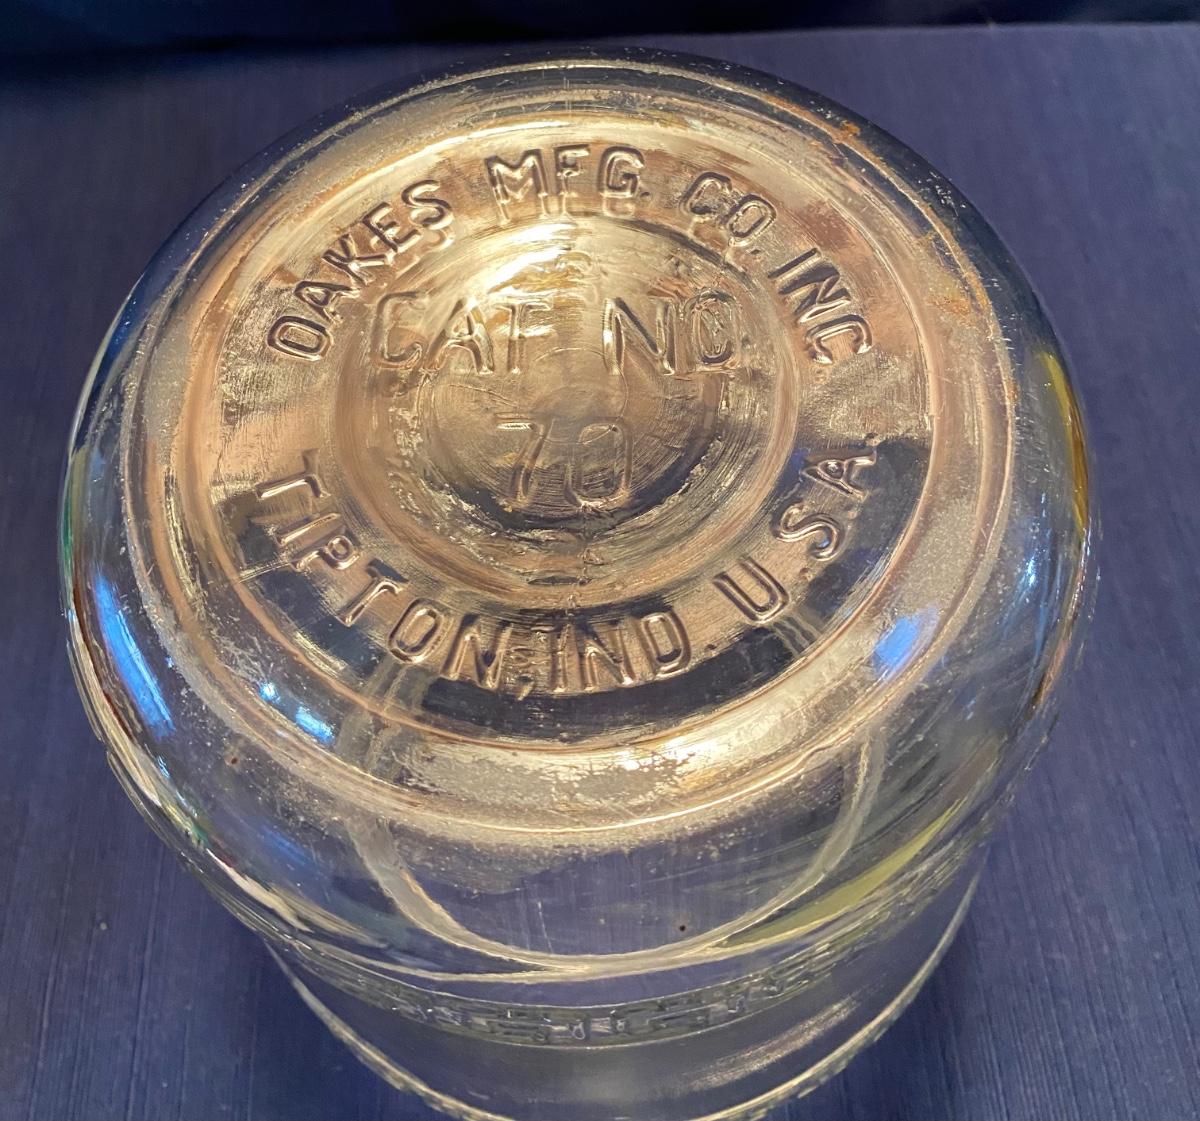 OAKES MFG. CO. INC.
CAT NO
70
TIPTON, IND. U.S.A.